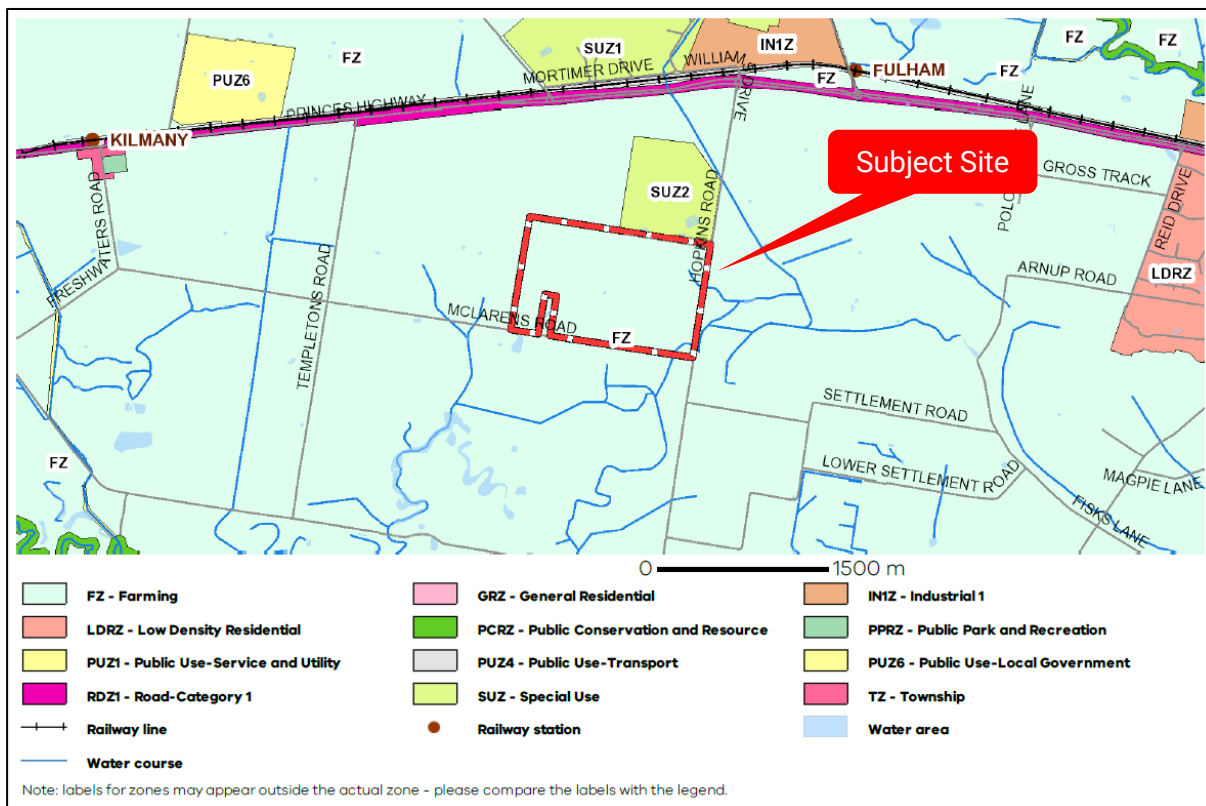 FZ
FZ
FZ
SUZ1
IN1Z
PUZ6
FZ
MORTIMER DRIVE
WILLIAMS DRIVE
FZ
FULHAM
FZ
PRINCES HIGHWAY
KILMANY
Subject Site
SUZ2
GROSS TRACK
REID DRIVE
FRESHWATERS ROAD
HOPKINS ROAD
ARNUP ROAD
LDRZ
TEMPLETONS ROAD
MCLARENS ROAD
FZ
SETTLEMENT ROAD
FZ
LOWER SETTLEMENT ROAD
MAGPIE LANE
FISKS LANE
0 1500 m
FZ - Farming
GRZ - General Residential
IN1Z - Industrial 1
LDRZ - Low Density Residential
PCRZ - Public Conservation and Resource
PPRZ - Public Park and Recreation
PUZ1 - Public Use-Service and Utility
PUZ4 - Public Use-Transport
PUZ6 - Public Use-Local Government
RDZ1 - Road-Category 1
SUZ - Special Use
TZ - Township
Railway line
Railway station
Water area
Water course
Note: labels for zones may appear outside the actual zone - please compare the labels with the legend.